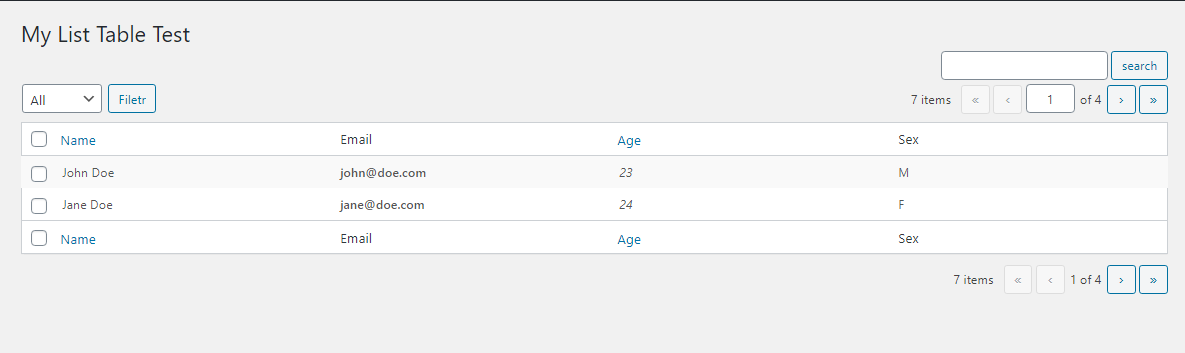 My List Table Test
search
All Filetr 7 items « ‹ 1 of 4 › »
Name Email Age Sex
John Doe john@doe.com 23 M
Jane Doe jane@doe.com 24 F
Name Email Age Sex
7 items « ‹ 1 of 4 › »